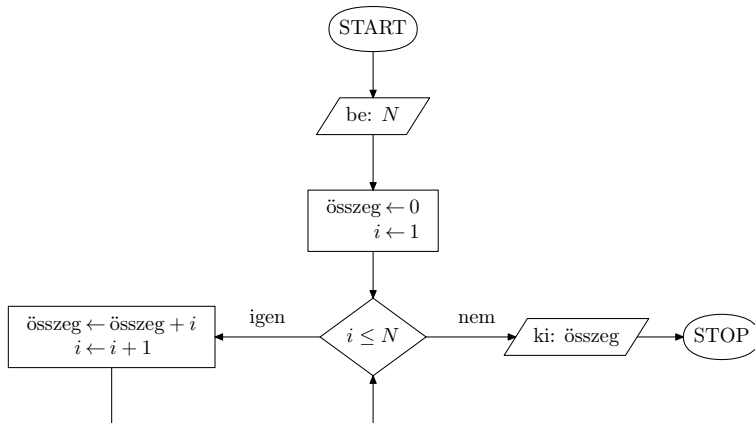 START
be: N
összeg ← 0
i ← 1
összeg ← összeg + i
i ← i + 1
igen
i ≤ N
nem
ki: összeg
STOP